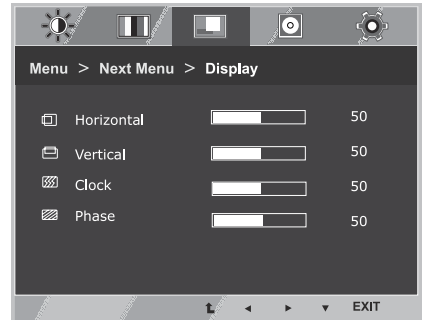 Menu > Next Menu > Display
Horizontal 50
Vertical 50
Clock 50
Phase 50
EXIT